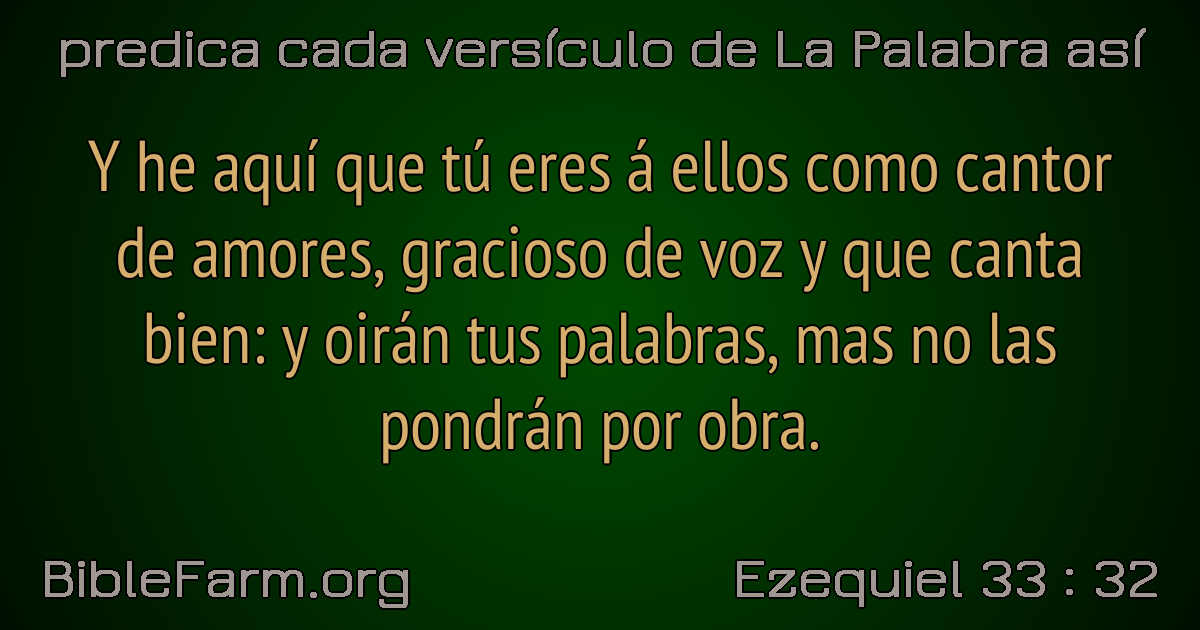 predica cada versículo de La Palabra así
Y he aquí que tú eres á ellos como cantor
de amores, gracioso de voz y que canta
bien: y oirán tus palabras, mas no las
pondrán por obra.
BibleFarm.org
Ezequiel 33 : 32